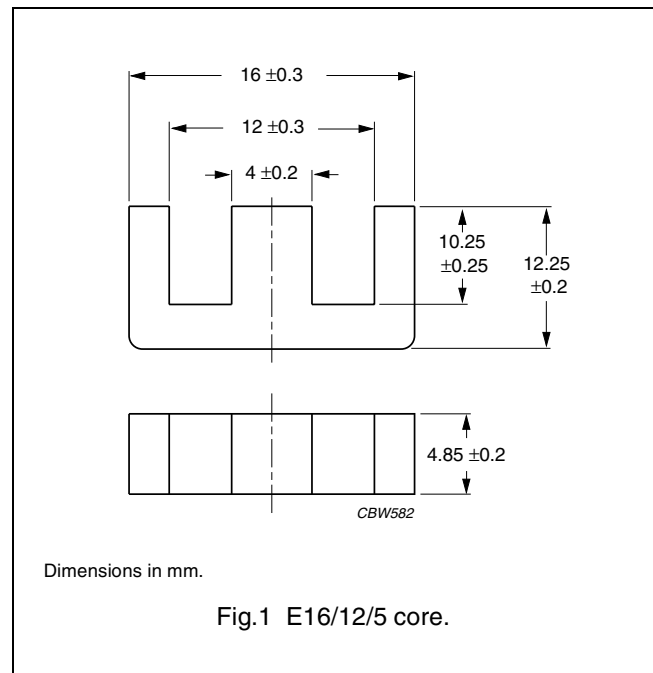 16 ±0.3
12 ±0.3
4 ±0.2
10.25
±0.25
12.25
±0.2
4.85 ±0.2
CBW582
Dimensions in mm.
Fig.1 E16/12/5 core.